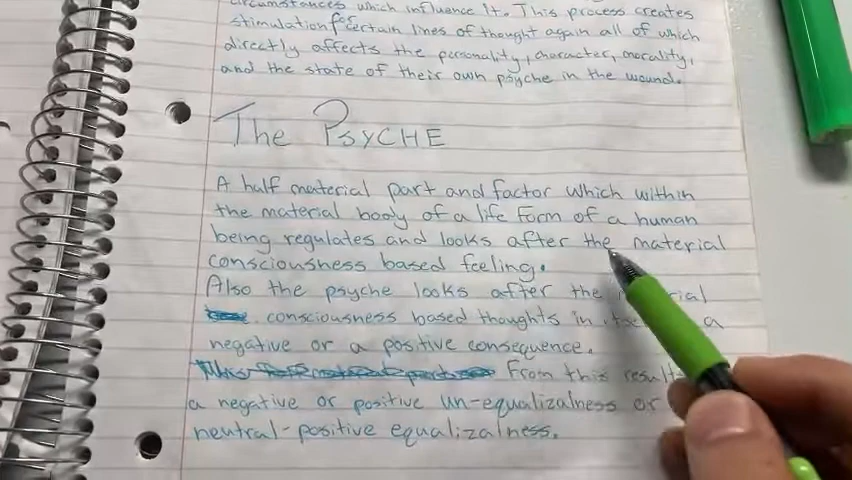 circumstances which influence it. This process creates
stimulation for certain lines of thought again all of which
directly affects the personality, character, morality,
and the state of their own psyche in the wound.
The PSYCHE
A half material part and factor which within
the material body of a life form of a human
being regulates and looks after the material
consciousness based feeling.
Also the psyche looks after the
consciousness based thoughts in a
negative or a positive consequence.
From this results
a negative or positive un-equalizalness or
neutral-positive equalizalness.